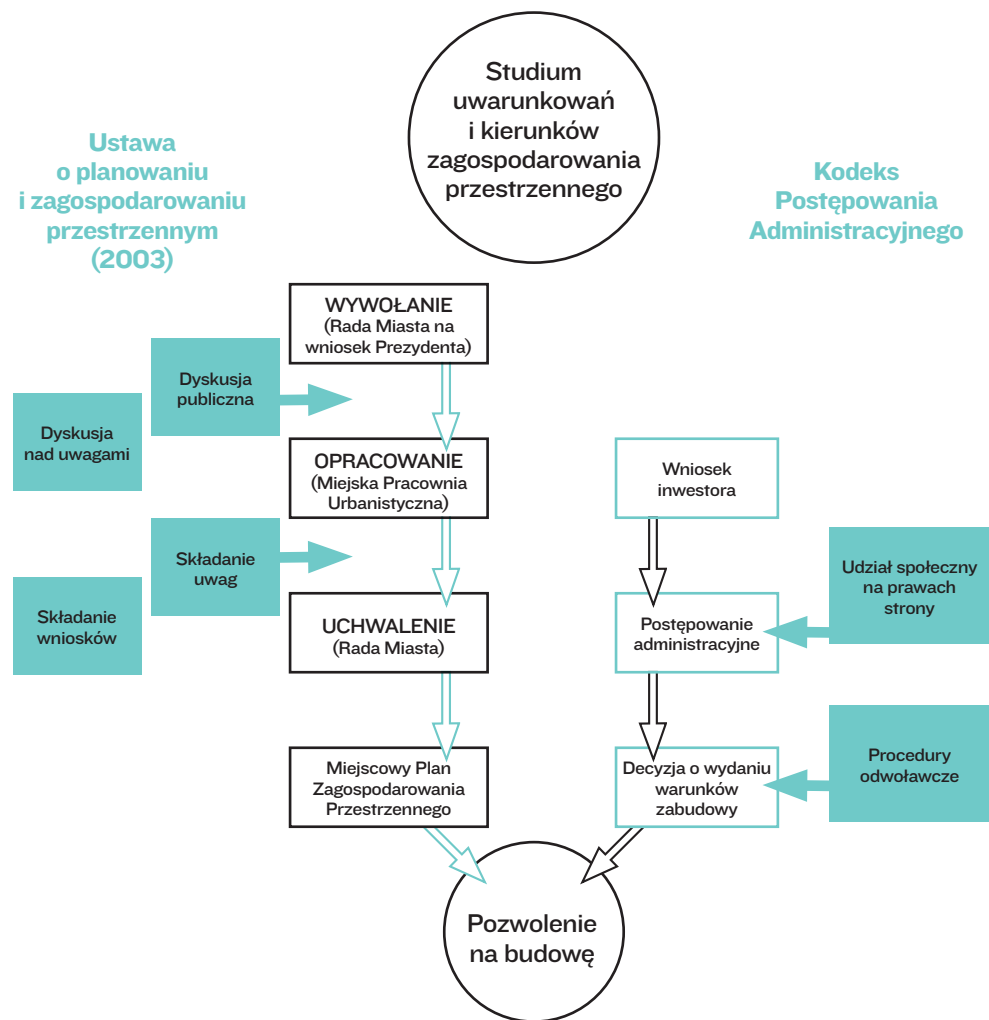 Studium
uwarunkowań
i kierunków
zagospodarowania
przestrzennego
Ustawa
o planowaniu
i zagospodarowaniu
przestrzennym
(2003)
Kodeks
Postępowania
Administracyjnego
WYWOŁANIE
(Rada Miasta na
wniosek Prezydenta)
Dyskusja
publiczna
Dyskusja
nad uwagami
OPRACOWANIE
(Miejska Pracownia
Urbanistyczna)
Wniosek
inwestora
Składanie
uwag
Składanie
wniosków
UCHWALENIE
(Rada Miasta)
Postępowanie
administracyjne
Udział społeczny
na prawach
strony
Miejscowy Plan
Zagospodarowania
Przestrzennego
Decyzja o wydaniu
warunków
zabudowy
Procedury
odwoławcze
Pozwolenie
na budowę